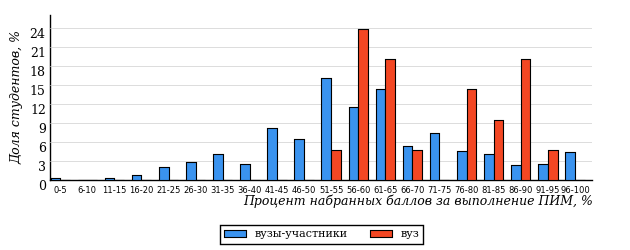 Доля студентов, %
24
21
18
15
12
9
6
3
0
0-5 6-10 11-15 16-20 21-25 26-30 31-35 36-40 41-45 46-50 51-55 56-60 61-65 66-70 71-75 76-80 81-85 86-90 91-95 96-100
Процент набранных баллов за выполнение ПИМ, %
вузы-участники вуз